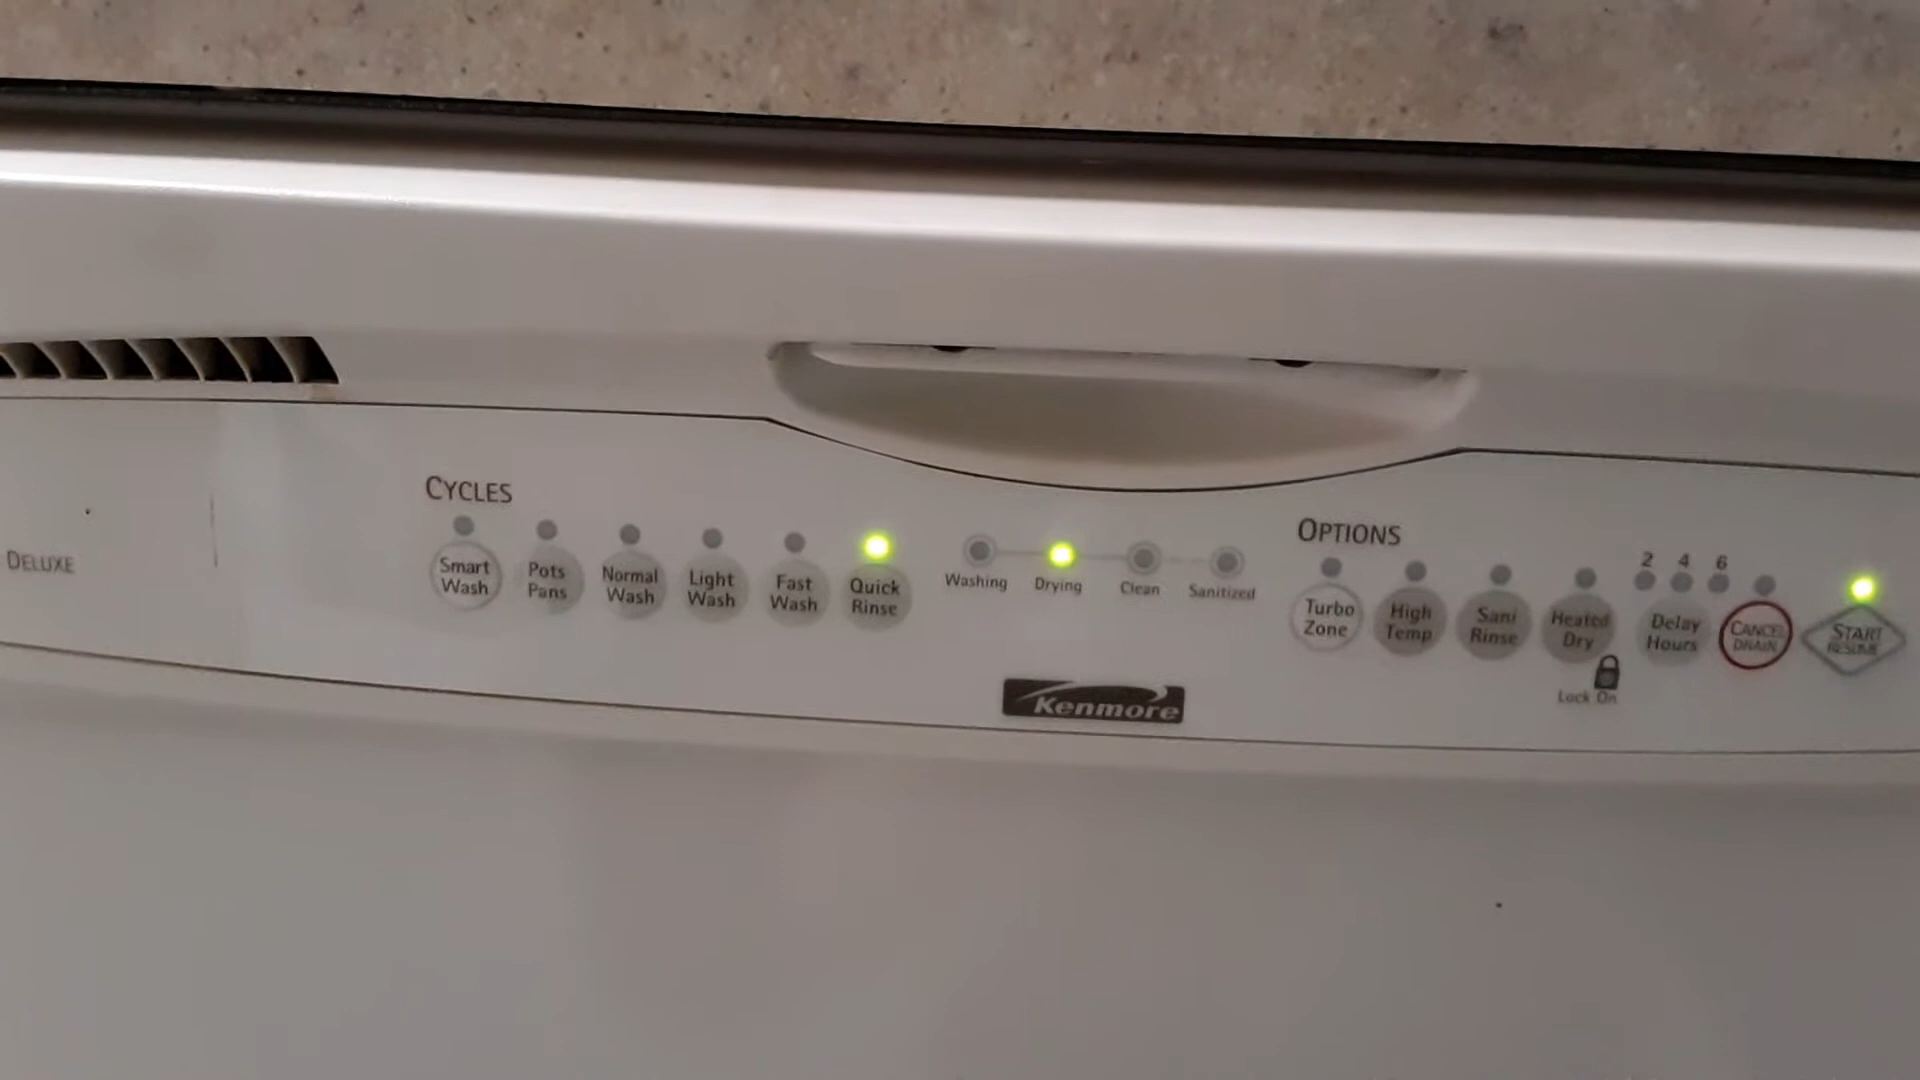 DELUXE
CYCLES
Smart
Wash
Pots
Pans
Normal
Wash
Light
Wash
Fast
Wash
Quick
Rinse
Washing
Drying
Clean
Sanitized
Kenmore
OPTIONS
Turbo
Zone
High
Temp
Sani
Rinse
Heated
Dry
Lock On
2 4 6
Delay
Hours
CANCEL
DRAIN
START
RESUME